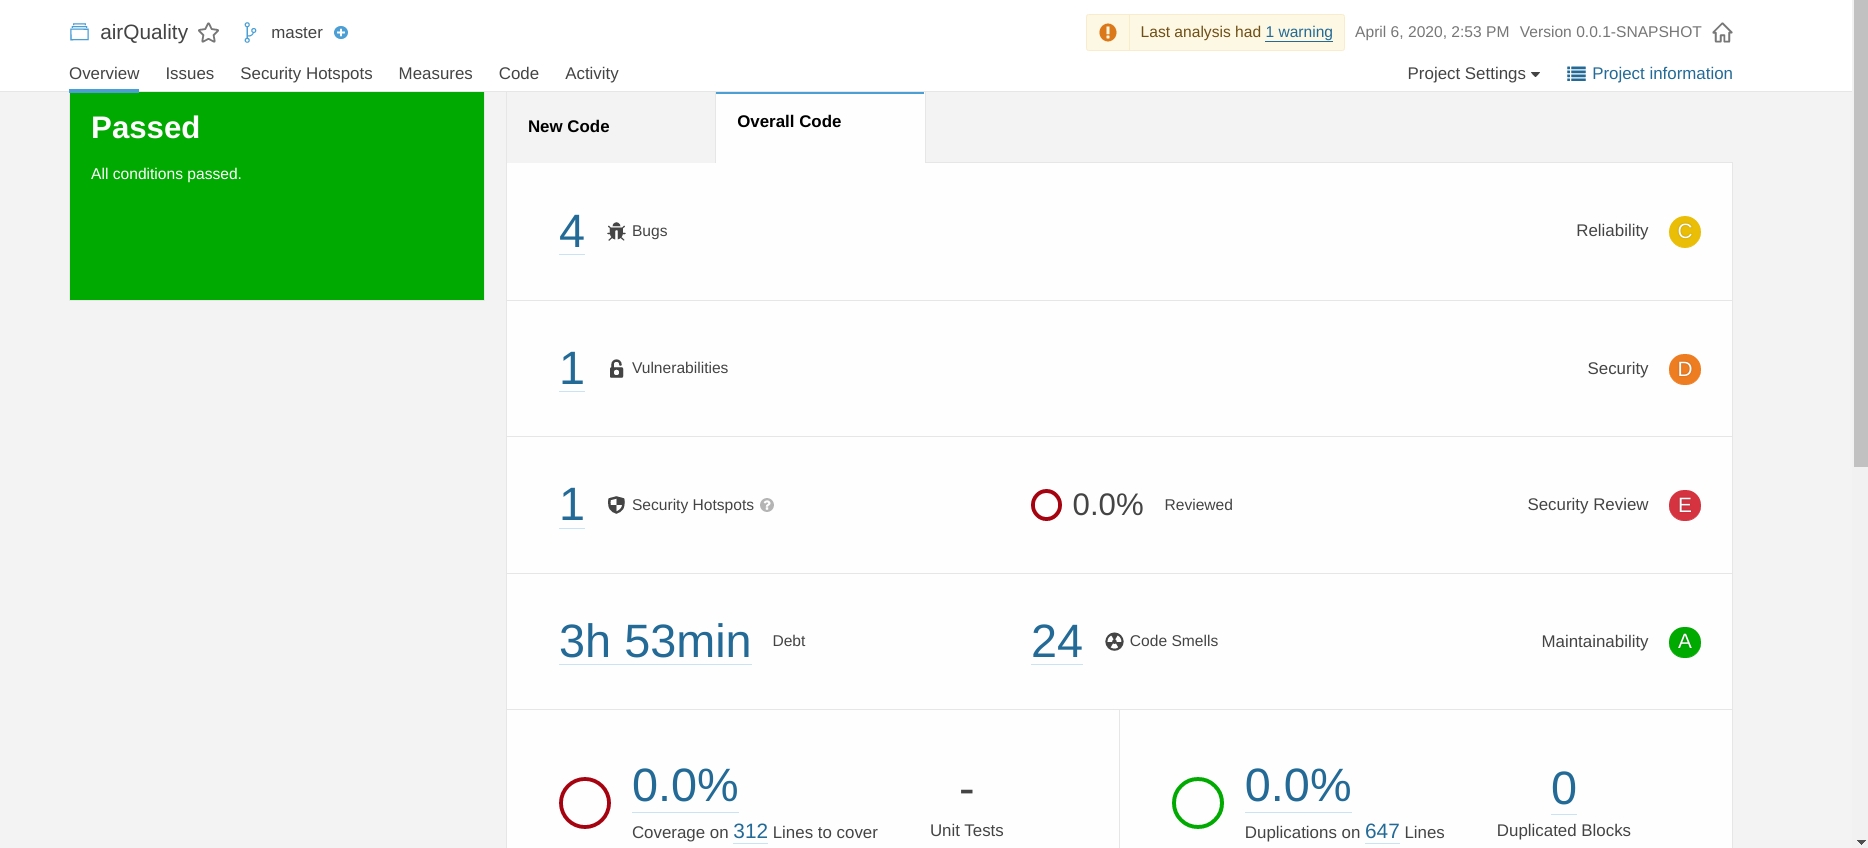 airQuality master
Last analysis had 1 warning April 6, 2020, 2:53 PM Version 0.0.1-SNAPSHOT
Overview Issues Security Hotspots Measures Code Activity
Project Settings Project information
Passed
All conditions passed.
New Code Overall Code
4 Bugs Reliability C
1 Vulnerabilities Security D
1 Security Hotspots ? 0.0% Reviewed Security Review E
3h 53min Debt 24 Code Smells Maintainability A
0.0% - 0.0% 0
Coverage on 312 Lines to cover Unit Tests Duplications on 647 Lines Duplicated Blocks